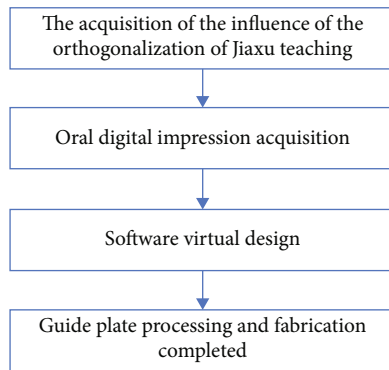 The acquisition of the influence of the
orthogonalization of Jiaxu teaching
Oral digital impression acquisition
Software virtual design
Guide plate processing and fabrication
completed